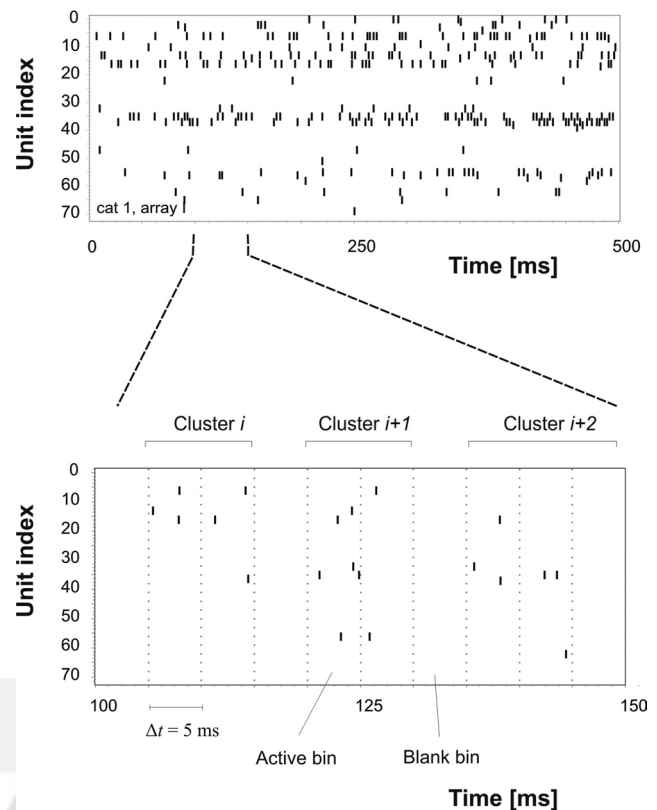 0
10
20
30
40
50
60
70
Unit index
cat 1, array
0 250 500
Time [ms]
Cluster i Cluster i+1 Cluster i+2
0
10
20
30
40
50
60
70
Unit index
100 125 150
Δt = 5 ms
Active bin Blank bin
Time [ms]